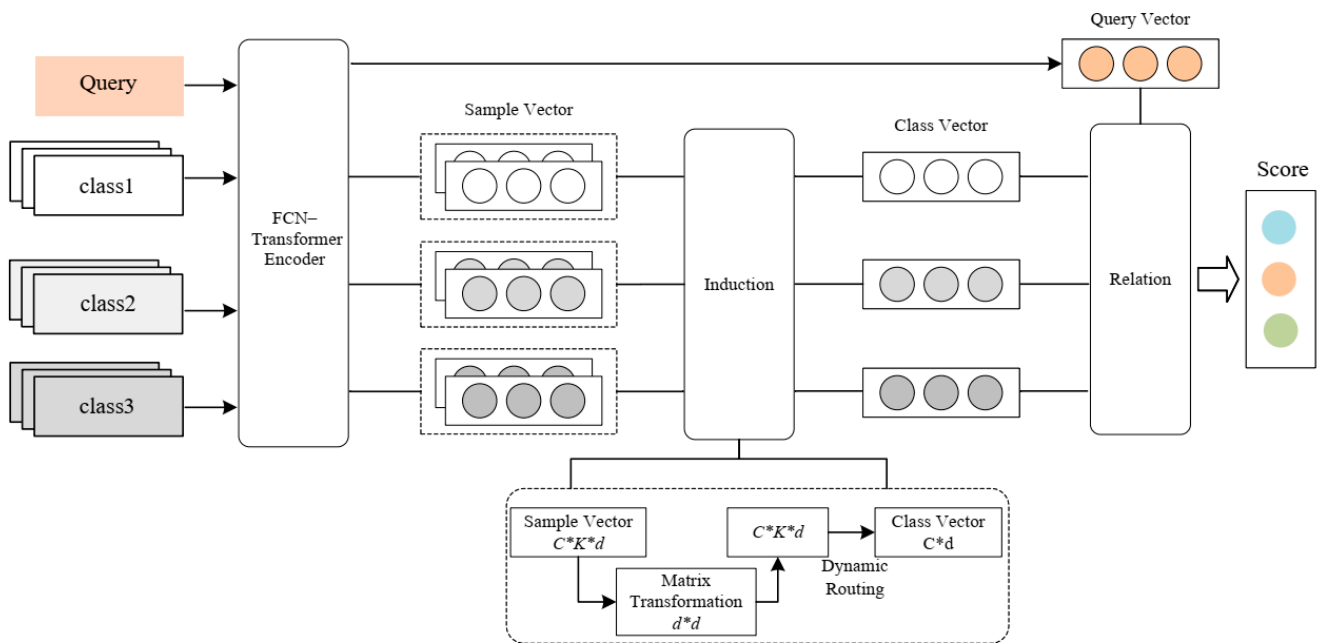 Query Vector
Query
Sample Vector
Class Vector
class1
Score
FCN–
Transformer
Encoder
class2
Induction
Relation
class3
Sample Vector
C*K*d
C*K*d
Class Vector
C*d
Dynamic
Routing
Matrix
Transformation
d*d